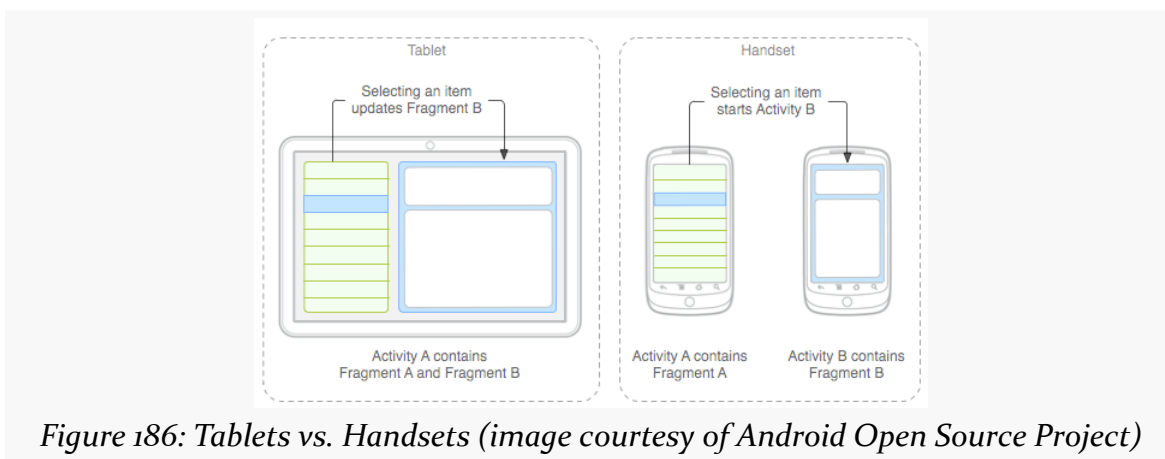 Tablet
Selecting an item
updates Fragment B
Activity A contains
Fragment A and Fragment B
Handset
Selecting an item
starts Activity B
Activity A contains
Fragment A
Activity B contains
Fragment B
Figure 186: Tablets vs. Handsets (image courtesy of Android Open Source Project)